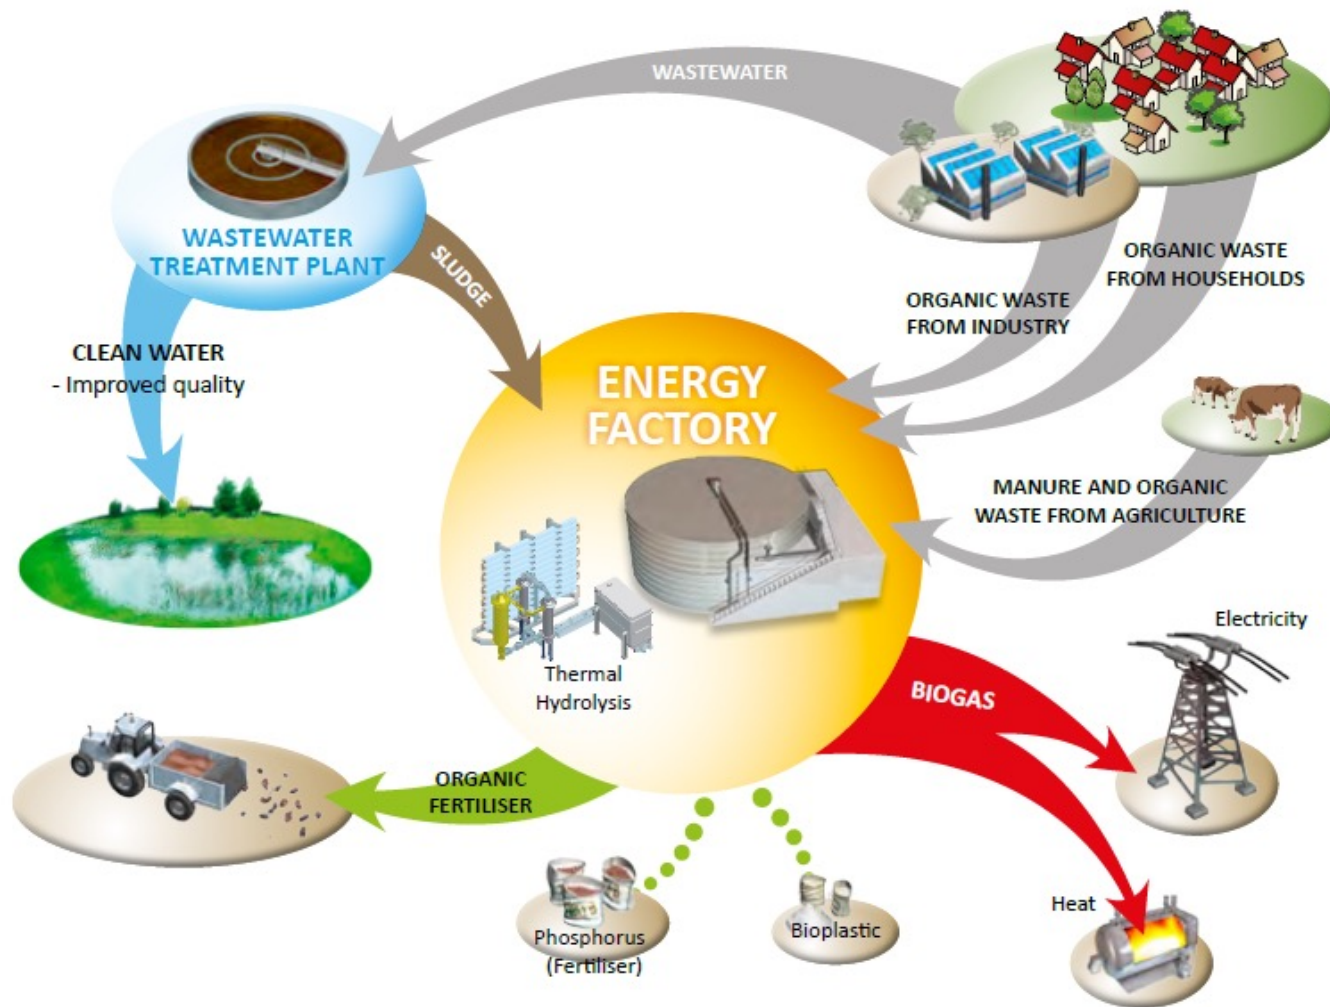 WASTEWATER
WASTEWATER
TREATMENT PLANT
SLUDGE
ORGANIC WASTE
FROM HOUSEHOLDS
ORGANIC WASTE
FROM INDUSTRY
CLEAN WATER
- Improved quality
ENERGY
FACTORY
MANURE AND ORGANIC
WASTE FROM AGRICULTURE
Thermal
Hydrolysis
Electricity
BIOGAS
ORGANIC
FERTILISER
Heat
Phosphorus
(Fertiliser)
Bioplastic